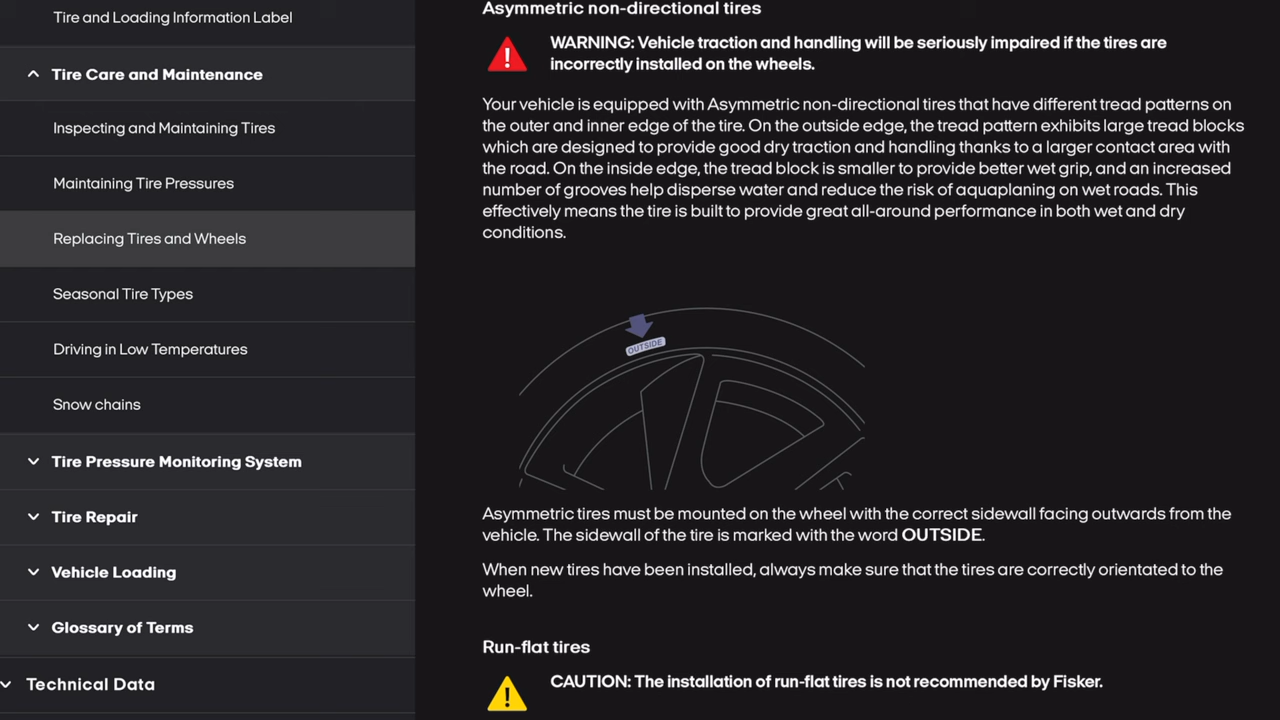 Tire and Loading Information Label
Tire Care and Maintenance
Inspecting and Maintaining Tires
Maintaining Tire Pressures
Replacing Tires and Wheels
Seasonal Tire Types
Driving in Low Temperatures
Snow chains
Tire Pressure Monitoring System
Tire Repair
Vehicle Loading
Glossary of Terms
Technical Data
Asymmetric non-directional tires
WARNING: Vehicle traction and handling will be seriously impaired if the tires are
incorrectly installed on the wheels.
Your vehicle is equipped with Asymmetric non-directional tires that have different tread patterns on
the outer and inner edge of the tire. On the outside edge, the tread pattern exhibits large tread blocks
which are designed to provide good dry traction and handling thanks to a larger contact area with
the road. On the inside edge, the tread block is smaller to provide better wet grip, and an increased
number of grooves help disperse water and reduce the risk of aquaplaning on wet roads. This
effectively means the tire is built to provide great all-around performance in both wet and dry
conditions.
OUTSIDE
Asymmetric tires must be mounted on the wheel with the correct sidewall facing outwards from the
vehicle. The sidewall of the tire is marked with the word OUTSIDE.
When new tires have been installed, always make sure that the tires are correctly orientated to the
wheel.
Run-flat tires
CAUTION: The installation of run-flat tires is not recommended by Fisker.